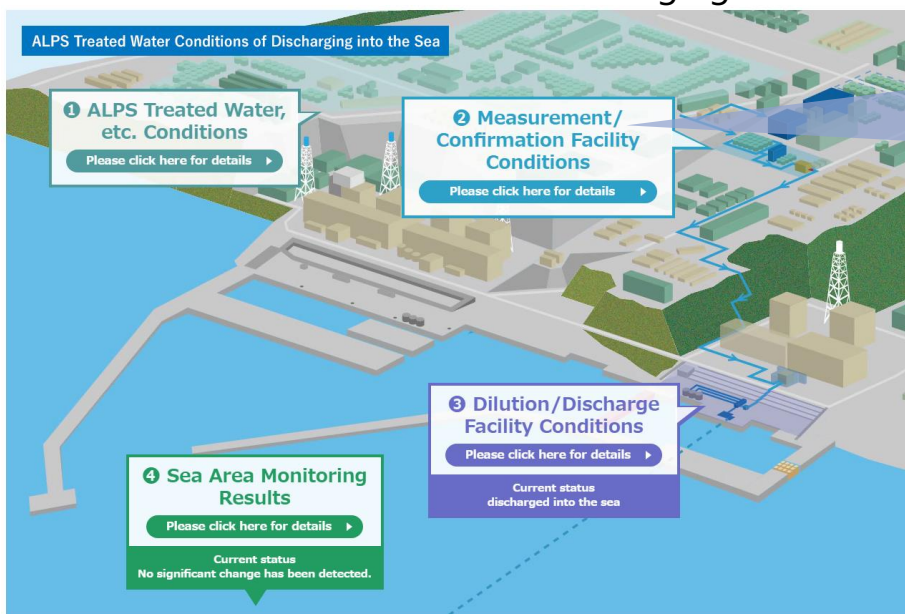 ALPS Treated Water Conditions of Discharging into the Sea
❶ ALPS Treated Water,
etc. Conditions
Please click here for details
❷ Measurement/
Confirmation Facility
Conditions
Please click here for details
❸ Dilution/Discharge
Facility Conditions
Please click here for details
Current status
discharged into the sea
❹ Sea Area Monitoring
Results
Please click here for details
Current status
No significant change has been detected.